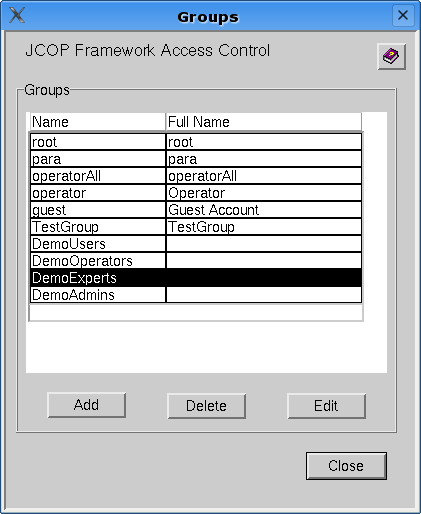 Groups
JCOP Framework Access Control
Groups
Name Full Name
root root
para para
operatorAll operatorAll
operator Operator
guest Guest Account
TestGroup TestGroup
DemoUsers
DemoOperators
DemoExperts
DemoAdmins
Add Delete Edit
Close